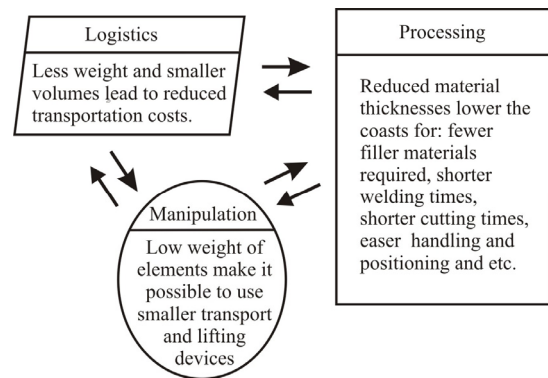 Logistics
Less weight and smaller
volumes lead to reduced
transportation costs.
Processing
Reduced material
thicknesses lower the
coasts for: fewer
filler materials
required, shorter
welding times,
shorter cutting times,
easer handling and
positioning and etc.
Manipulation
Low weight of
elements make it
possible to use
smaller transport
and lifting
devices